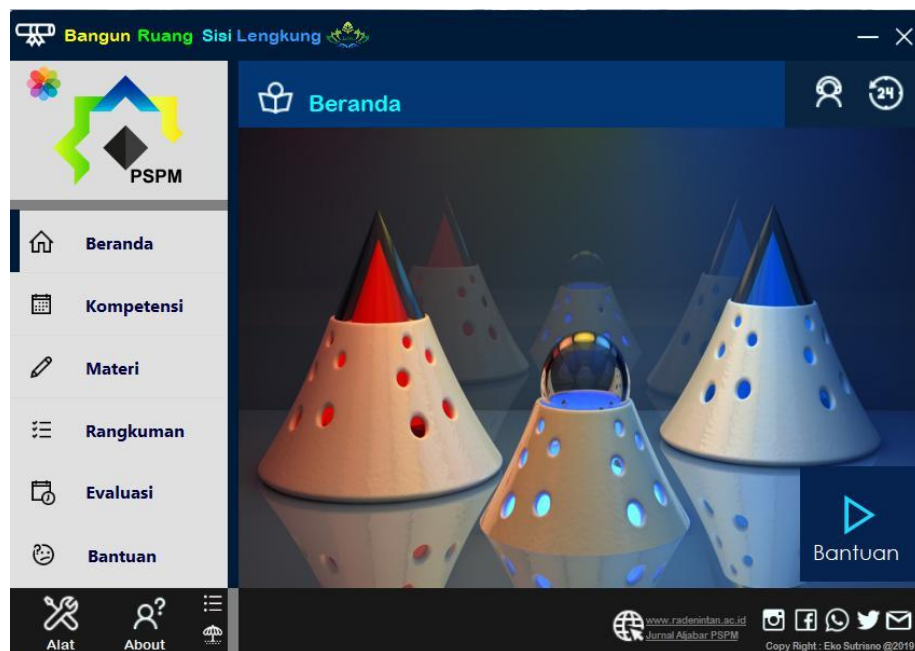 Bangun Ruang Sisi Lengkung
PSPM
Beranda
24
Beranda
Kompetensi
Materi
Rangkuman
Evaluasi
Bantuan
Bantuan
Alat
About
www.radenintan.ac.id
Jurnal Aljabar PSPM
Copy Right : Eko Sutrisno @2019